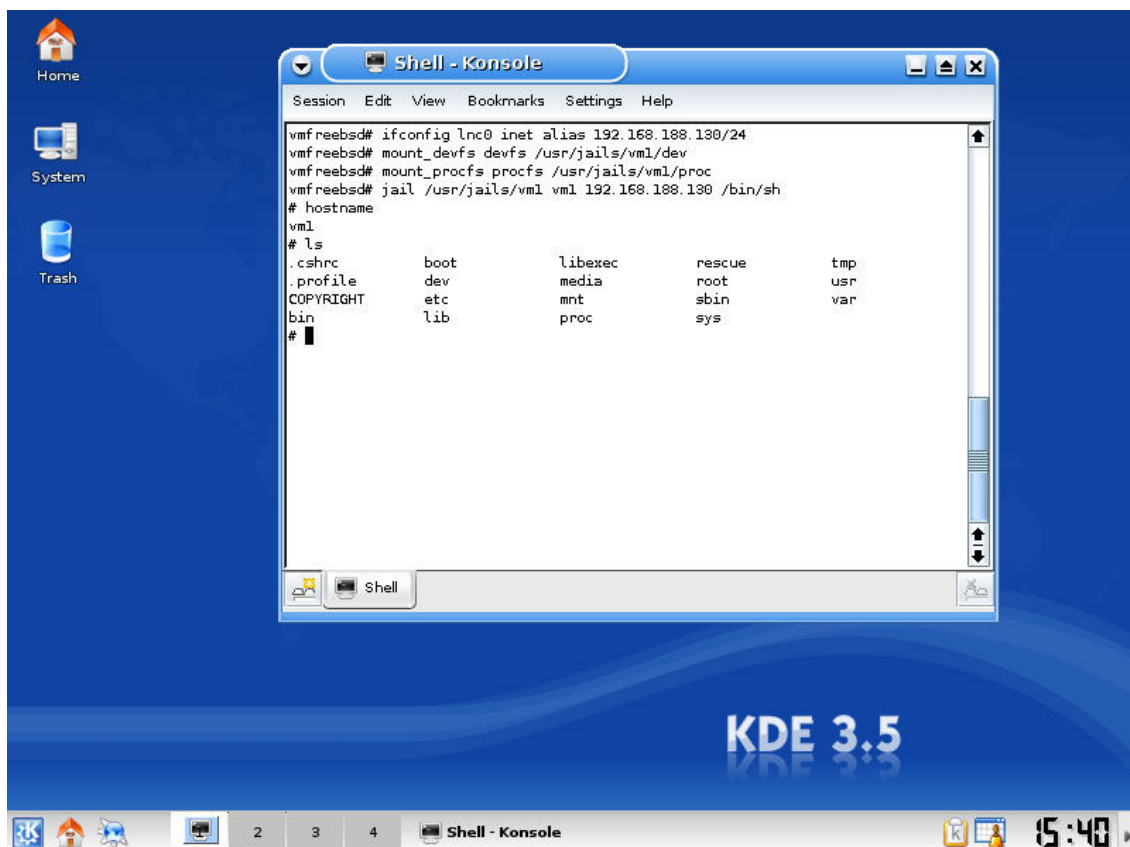 Home
System
Trash
Shell - Konsole
Session Edit View Bookmarks Settings Help
vmfreebsd# ifconfig lnc0 inet alias 192.168.188.130/24
vmfreebsd# mount_devfs devfs /usr/jails/vm1/dev
vmfreebsd# mount_procfs procfs /usr/jails/vm1/proc
vmfreebsd# jail /usr/jails/vm1 vm1 192.168.188.130 /bin/sh
# hostname
vm1
# ls
.cshrc boot libexec rescue tmp
.profile dev media root usr
COPYRIGHT etc mnt sbin var
bin lib proc sys
#
Shell
KDE 3.5
2 3 4 Shell - Konsole 15:40